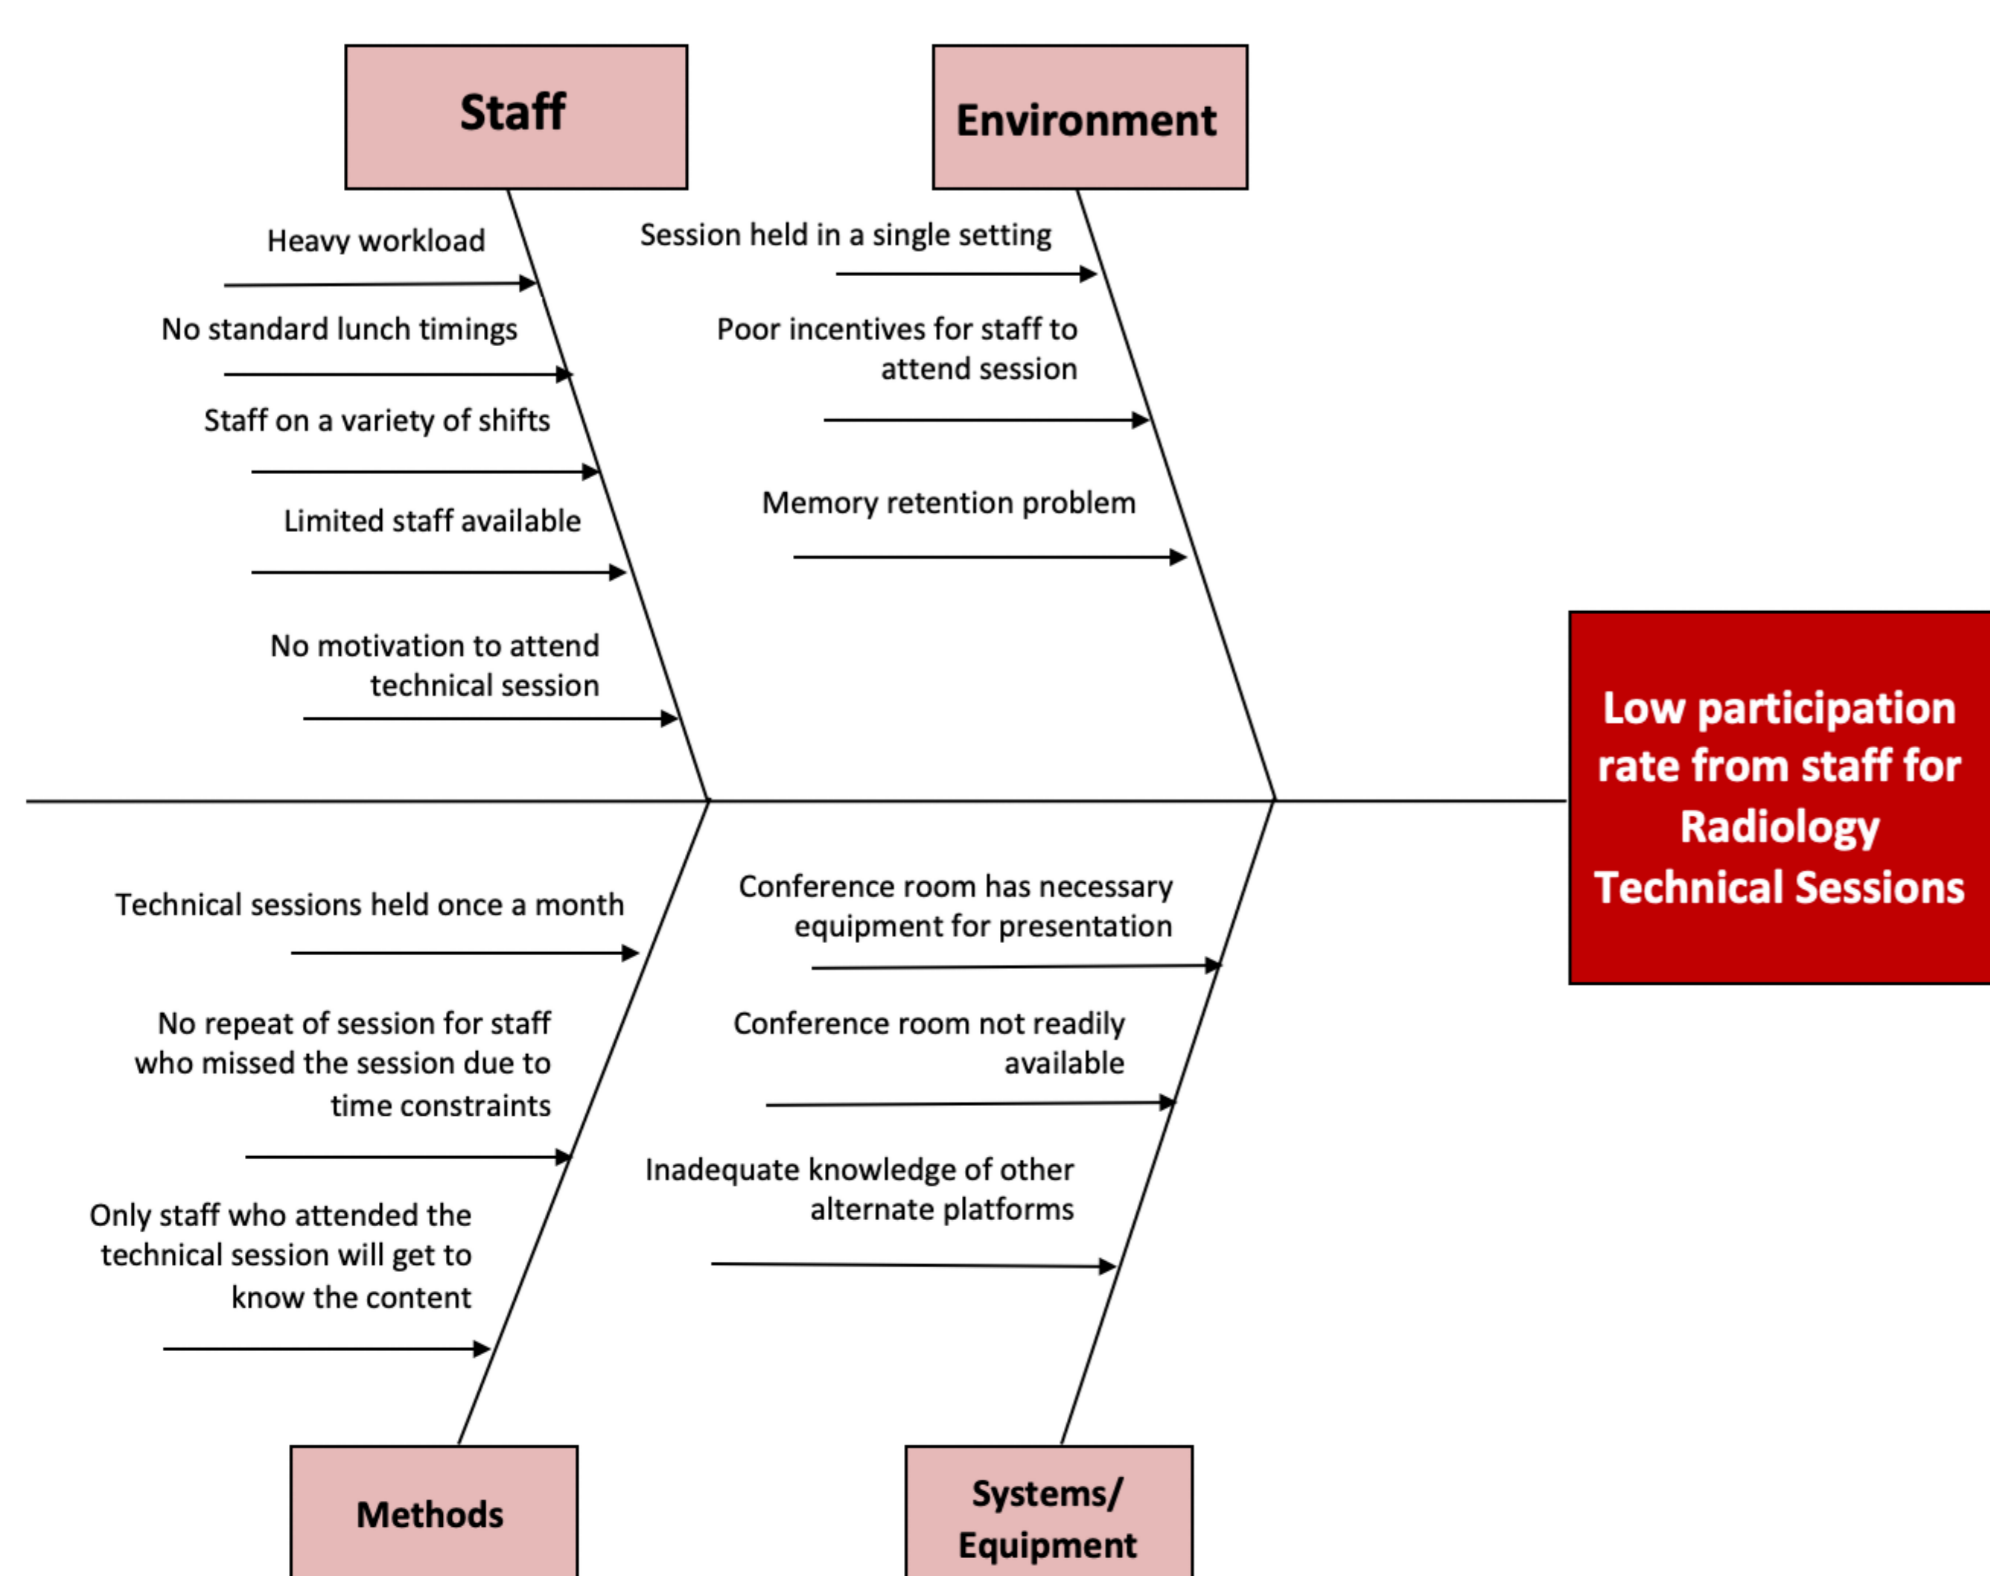 Staff
Environment
Heavy workload
No standard lunch timings
Staff on a variety of shifts
Limited staff available
No motivation to attend
technical session
Session held in a single setting
Poor incentives for staff to
attend session
Memory retention problem
Low participation
rate from staff for
Radiology
Technical Sessions
Technical sessions held once a month
No repeat of session for staff
who missed the session due to
time constraints
Only staff who attended the
technical session will get to
know the content
Conference room has necessary
equipment for presentation
Conference room not readily
available
Inadequate knowledge of other
alternate platforms
Methods
Systems/
Equipment